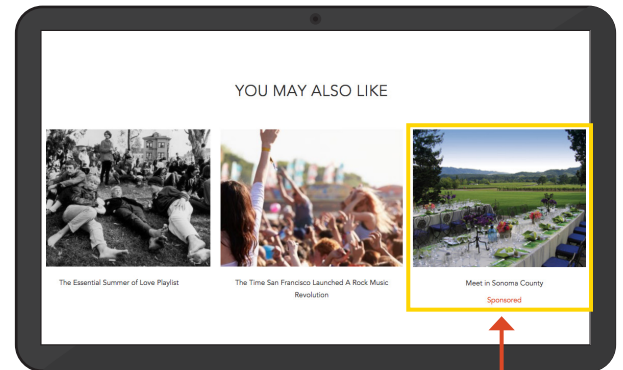 YOU MAY ALSO LIKE
The Essential Summer of Love Playlist
The Time San Francisco Launched A Rock Music
Revolution
Meet in Sonoma County
Sponsored